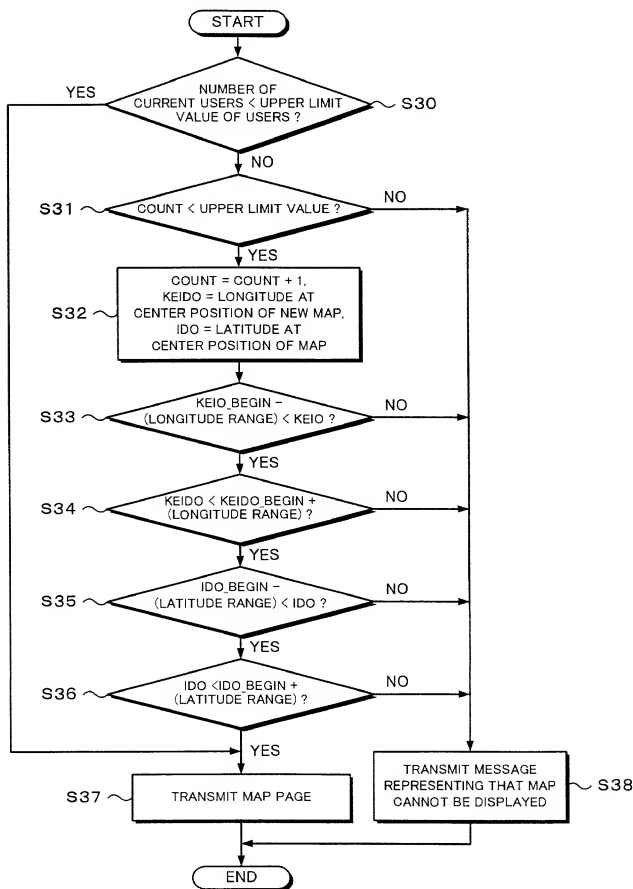 START
NUMBER OF
CURRENT USERS < UPPER LIMIT
VALUE OF USERS ?
YES
S30
NO
S31
COUNT < UPPER LIMIT VALUE ?
NO
YES
S32
COUNT = COUNT + 1,
KEIDO = LONGITUDE AT
CENTER POSITION OF NEW MAP,
IDO = LATITUDE AT
CENTER POSITION OF MAP
S33
KEIO_BEGIN -
(LONGITUDE RANGE) < KEIO ?
NO
YES
S34
KEIDO < KEIDO_BEGIN +
(LONGITUDE RANGE) ?
NO
YES
S35
IDO_BEGIN -
(LATITUDE RANGE) < IDO ?
NO
YES
S36
IDO <IDO_BEGIN +
(LATITUDE RANGE) ?
NO
YES
S37
TRANSMIT MAP PAGE
TRANSMIT MESSAGE
REPRESENTING THAT MAP
CANNOT BE DISPLAYED
S38
END